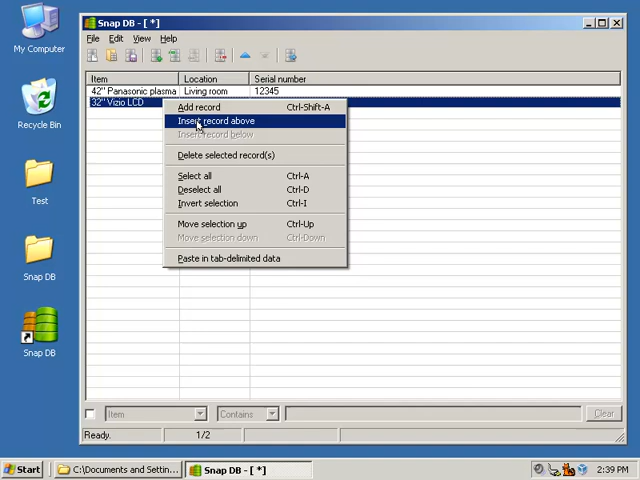 My Computer
Recycle Bin
Test
Snap DB
Snap DB
Snap DB - [ *]
File Edit View Help
Item Location Serial number
42" Panasonic plasma Living room 12345
32" Vizio LCD
Add record Ctrl-Shift-A
Insert record above
Insert record below
Delete selected record(s)
Select all Ctrl-A
Deselect all Ctrl-D
Invert selection Ctrl-I
Move selection up Ctrl-Up
Move selection down Ctrl-Down
Paste in tab-delimited data
Item Contains Clear
Ready. 1/2
Start C:\Documents and Settin... Snap DB - [ *] 2:39 PM